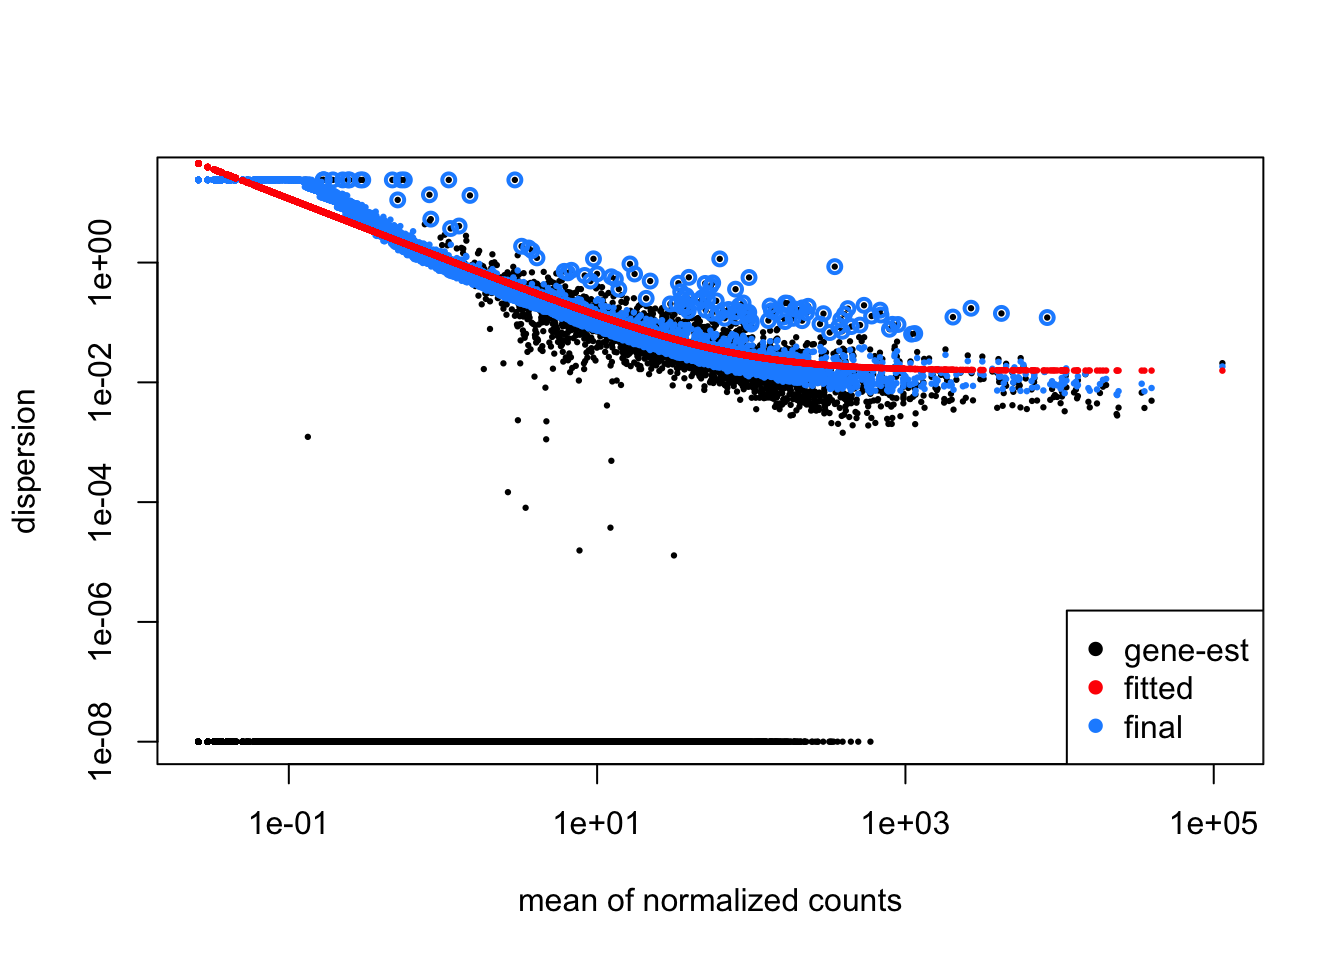 dispersion
1e+00
1e-02
1e-04
1e-06
1e-08
gene-est
fitted
final
1e-01
1e+01
1e+03
1e+05
mean of normalized counts